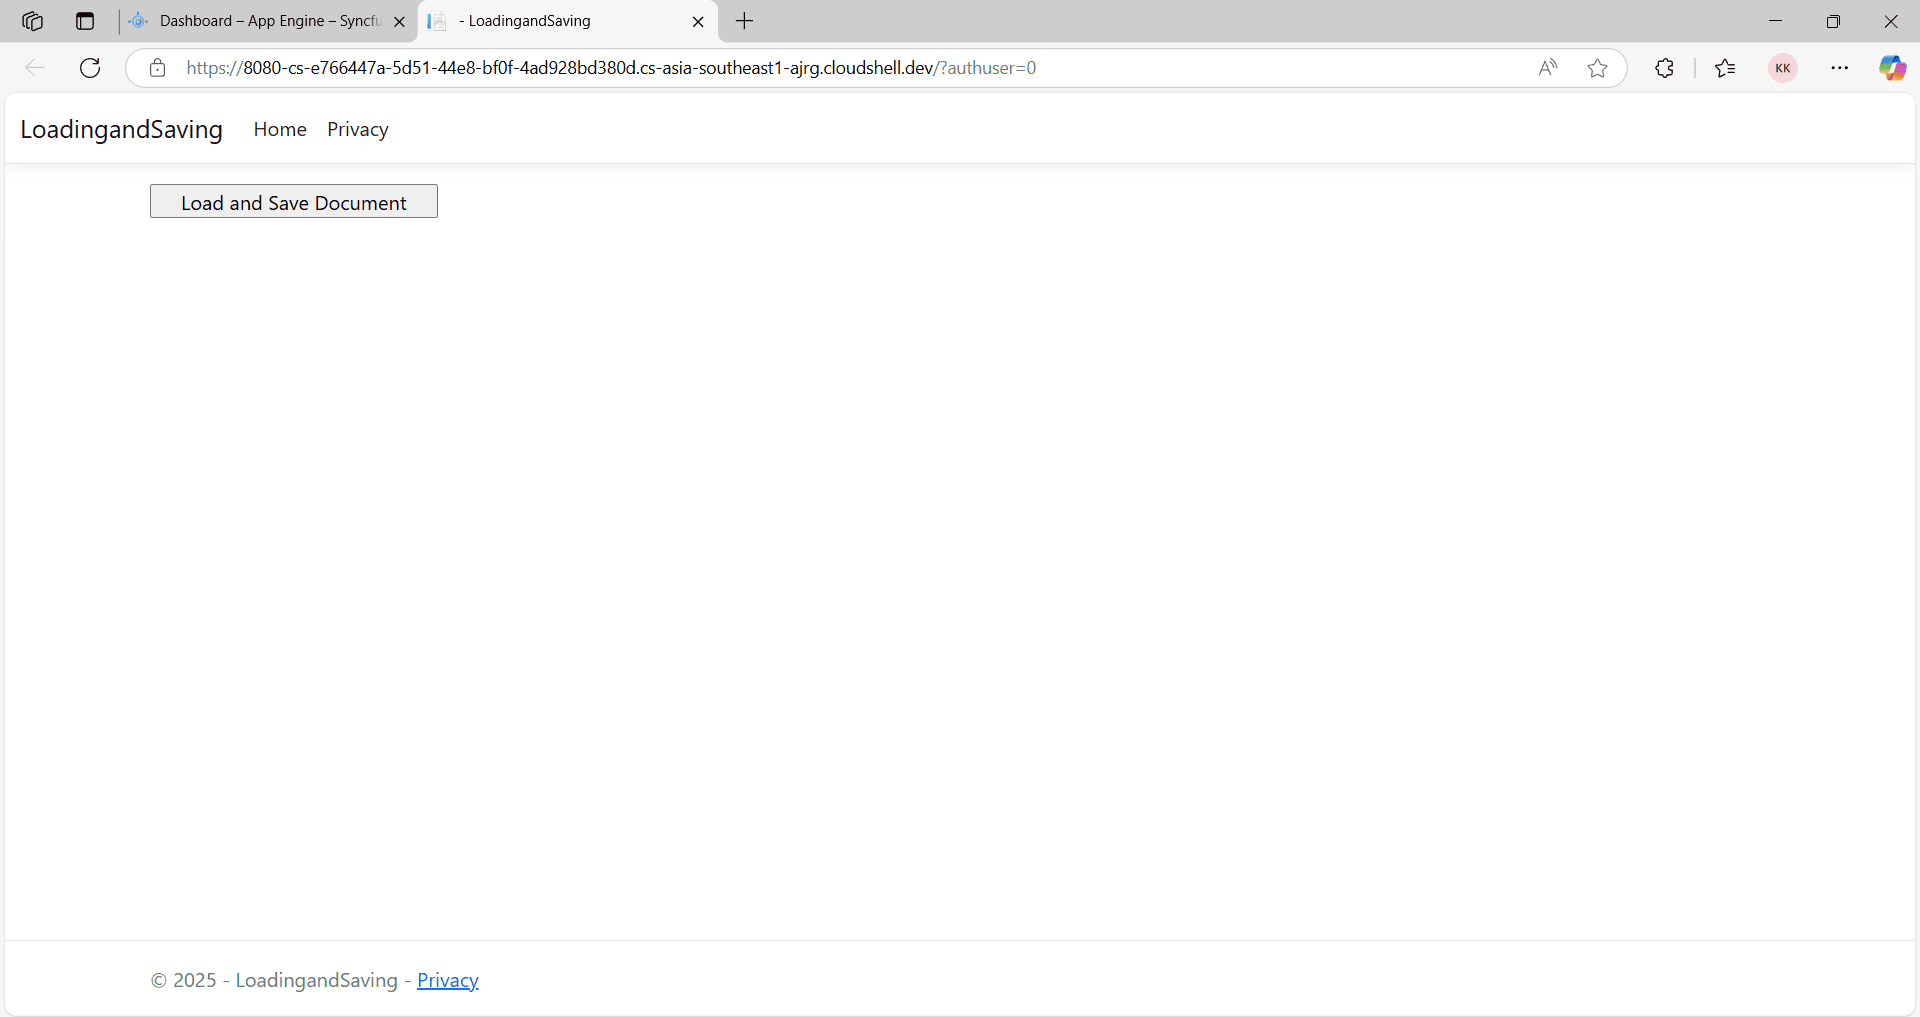 Dashboard – App Engine – Syncfu
- LoadingandSaving
https://8080-cs-e766447a-5d51-44e8-bf0f-4ad928bd380d.cs-asia-southeast1-ajrg.cloudshell.dev/?authuser=0
KK
LoadingandSaving Home Privacy
Load and Save Document
© 2025 - LoadingandSaving - Privacy